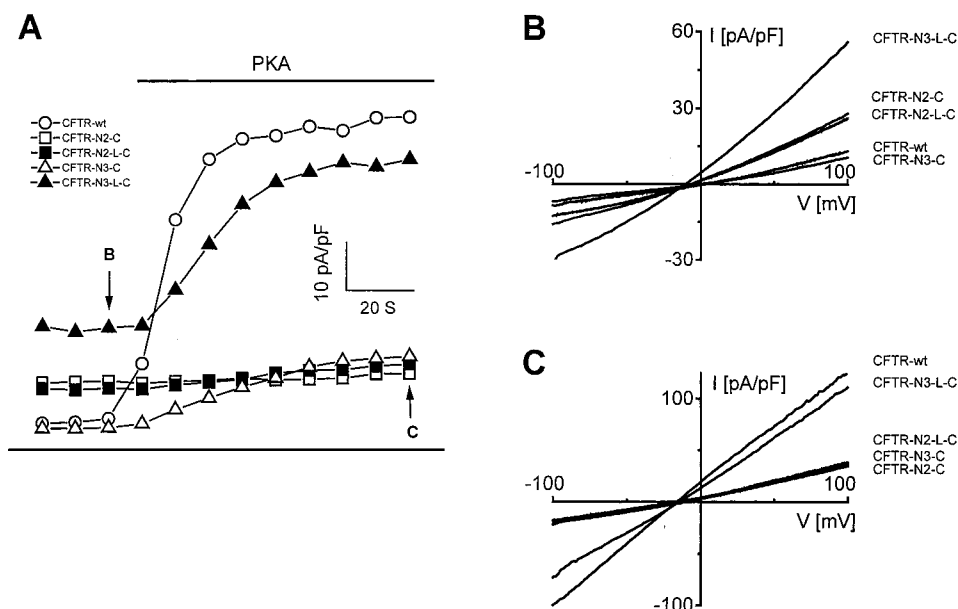 A
PKA
CFTR-wt
CFTR-N2-C
CFTR-N2-L-C
CFTR-N3-C
CFTR-N3-L-C
B
10 pA/pF
20 S
C
B
I [pA/pF]
60
30
-30
-100
100
V [mV]
CFTR-N3-L-C
CFTR-N2-C
CFTR-N2-L-C
CFTR-wt
CFTR-N3-C
C
I [pA/pF]
100
-100
-100
100
V [mV]
CFTR-wt
CFTR-N3-L-C
CFTR-N2-L-C
CFTR-N3-C
CFTR-N2-C